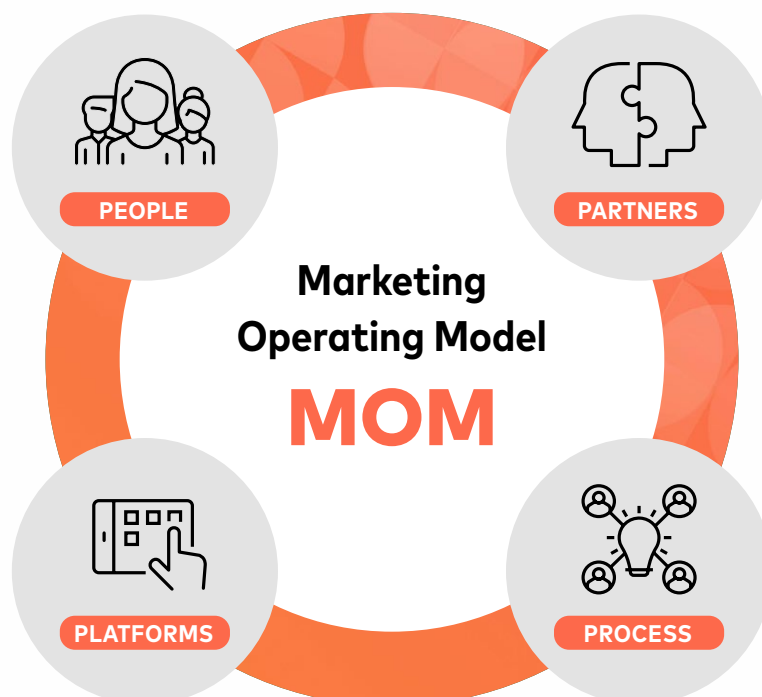 PEOPLE
PARTNERS
Marketing
Operating Model
MOM
PLATFORMS
PROCESS